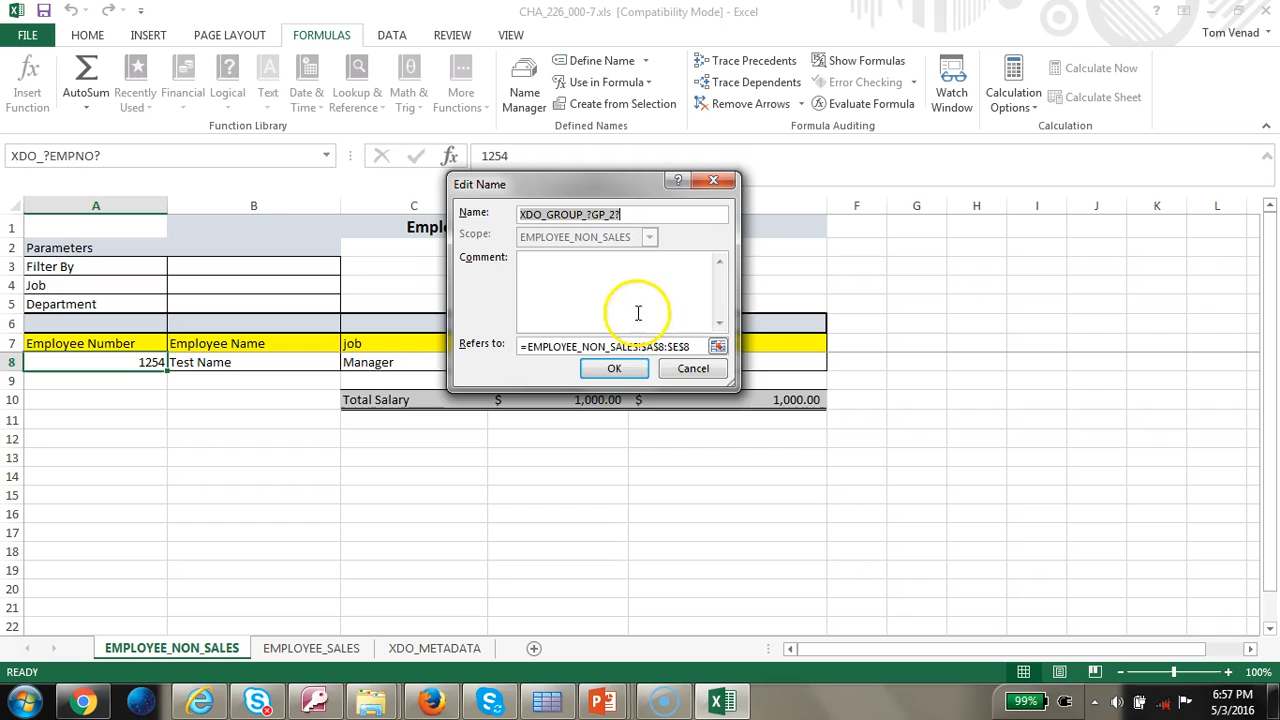 CHA_226_000-7.xls [Compatibility Mode] - Excel
FILE HOME INSERT PAGE LAYOUT FORMULAS DATA REVIEW VIEW Tom Venad
Insert Function
AutoSum
Recently Used
Financial
Logical
Text
Date & Time
Lookup & Reference
Math & Trig
More Functions
Function Library
Name Manager
Define Name
Use in Formula
Create from Selection
Defined Names
Trace Precedents
Trace Dependents
Remove Arrows
Show Formulas
Error Checking
Evaluate Formula
Formula Auditing
Watch Window
Calculation Options
Calculate Now
Calculate Sheet
Calculation
XDO_?EMPNO? fx 1254
A B C F G H I J K L
1
2 Parameters
3 Filter By
4 Job
5 Department
6
7 Employee Number Employee Name job
8 1254 Test Name Manager
9
10 Total Salary $ 1,000.00 $ 1,000.00
11
12
13
14
15
16
17
18
19
20
21
22
Edit Name
Name: XDO_GROUP_?GP_2?
Scope: EMPLOYEE_NON_SALES
Comment:
Refers to: =EMPLOYEE_NON_SALES!$A$8:$E$8
OK Cancel
EMPLOYEE_NON_SALES EMPLOYEE_SALES XDO_METADATA
READY 100%
99% 6:57 PM
5/3/2016